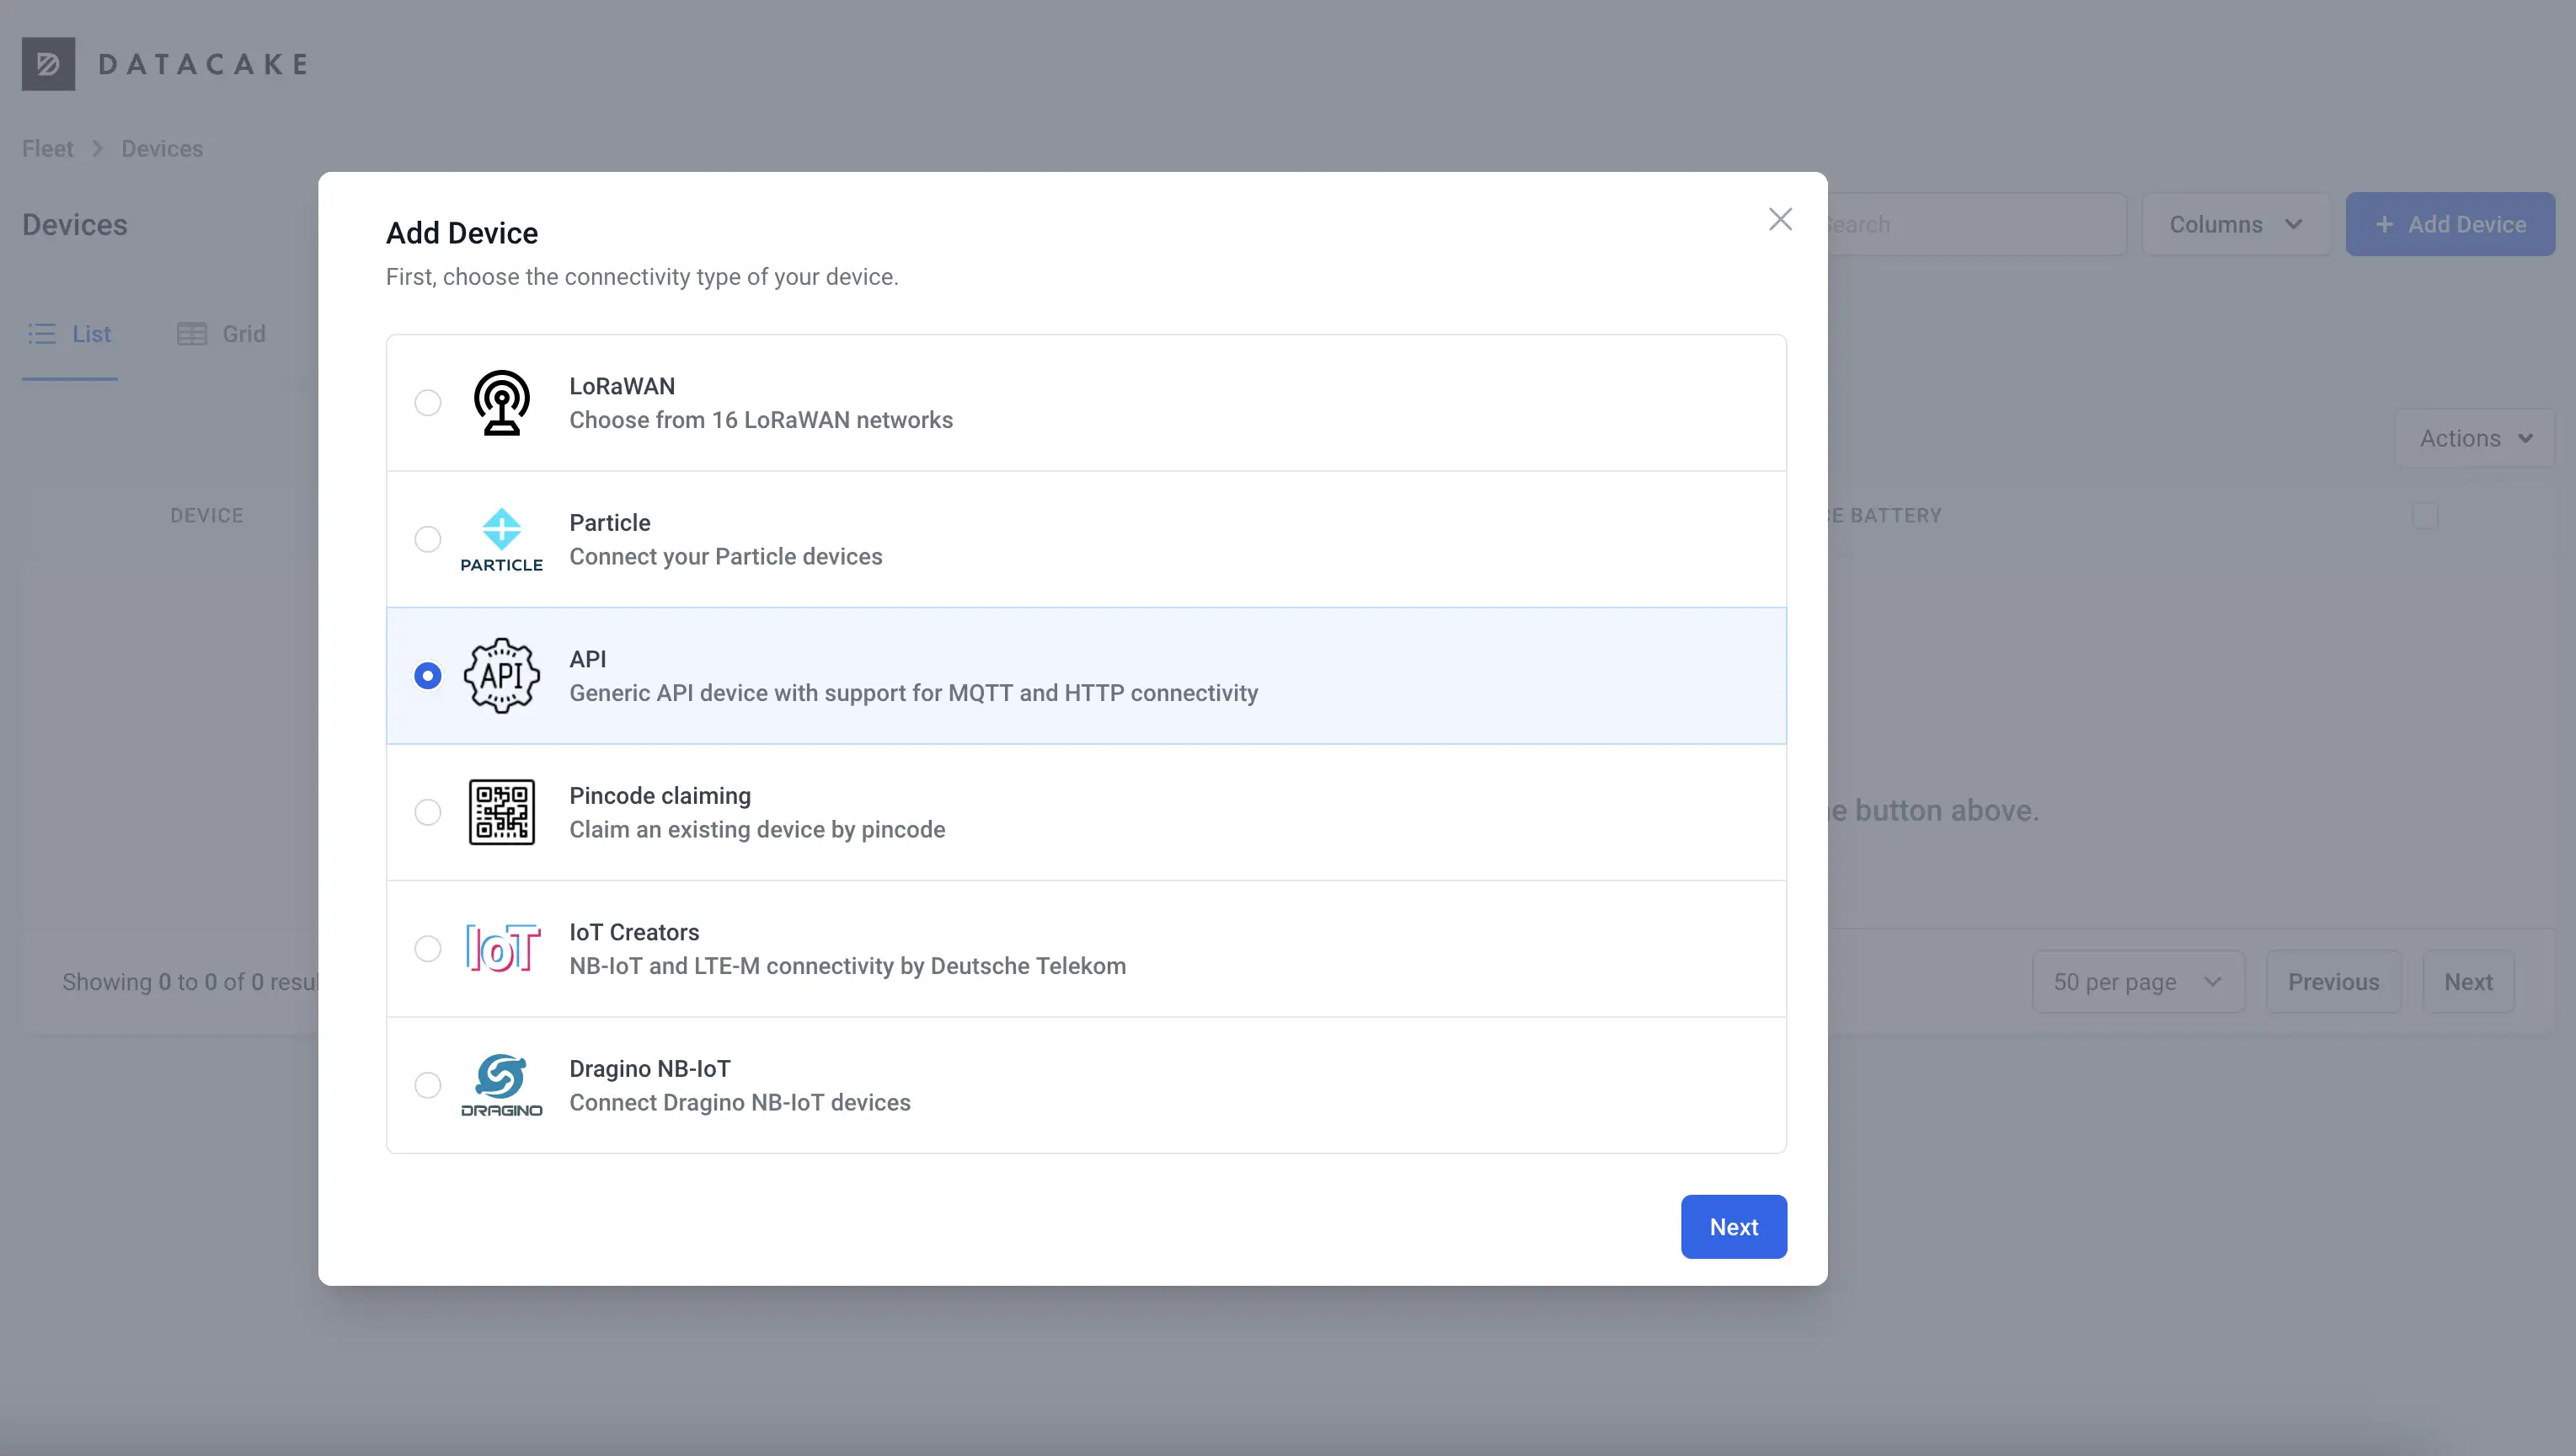 DATACAKE
Fleet > Devices
Devices
Columns
+ Add Device
List
Grid
Actions
DEVICE
BATTERY
button above.
Showing 0 to 0 of 0
50 per page
Previous
Next
Add Device
First, choose the connectivity type of your device.
LoRaWAN
Choose from 16 LoRaWAN networks
PARTICLE
Particle
Connect your Particle devices
API
API
Generic API device with support for MQTT and HTTP connectivity
Pincode claiming
Claim an existing device by pincode
IoT
IoT Creators
NB-IoT and LTE-M connectivity by Deutsche Telekom
DRAGINO
Dragino NB-IoT
Connect Dragino NB-IoT devices
Next